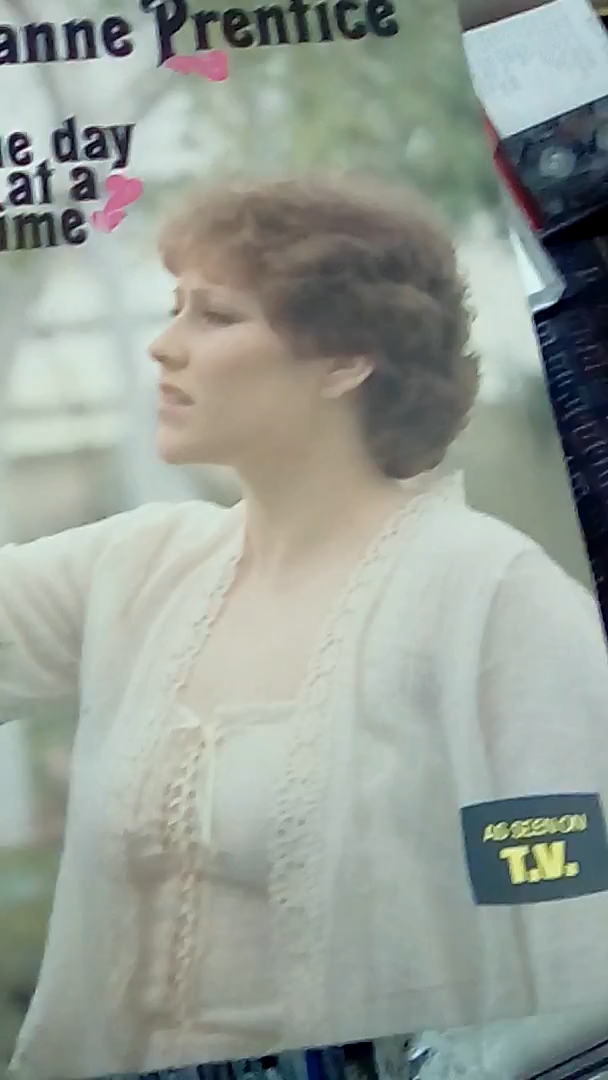 anne Prentice
e day
at a
ime
AS SEEN ON
T.V.